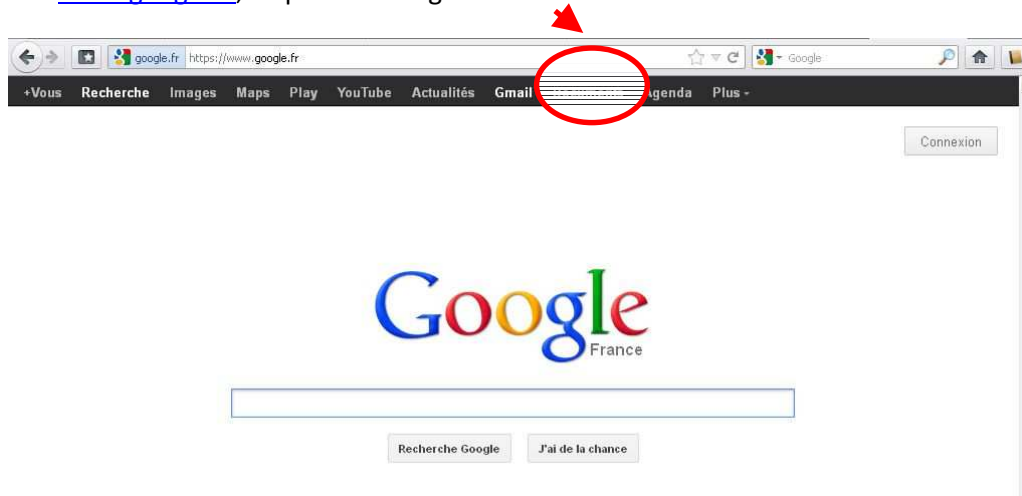 google.fr https://www.google.fr Google
+Vous Recherche Images Maps Play YouTube Actualités Gmail Agenda Plus
Connexion
Google
France
Recherche Google J'ai de la chance